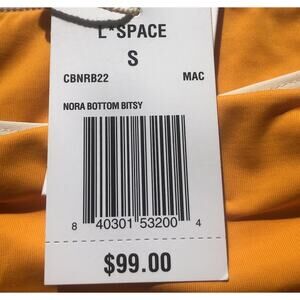 L*SPACE
S
CBNRB22 MAC
NORA BOTTOM BITSY
8 40301 53200 4
$99.00